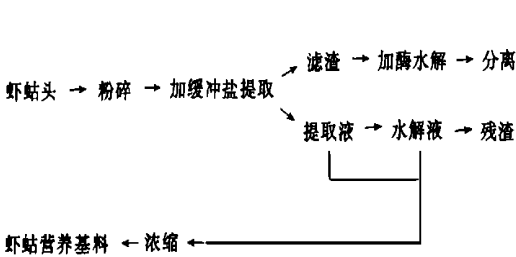 滤渣 → 加酶水解 → 分离
虾蛄头 → 粉碎 → 加缓冲盐提取
提取液 → 水解液 → 残渣
虾蛄营养基料 ← 浓缩 ←